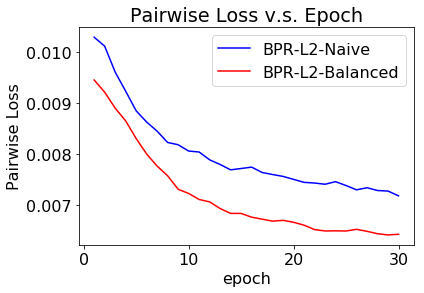 Pairwise Loss v.s. Epoch
BPR-L2-Naive
BPR-L2-Balanced
Pairwise Loss
0.010
0.009
0.008
0.007
0 10 20 30
epoch